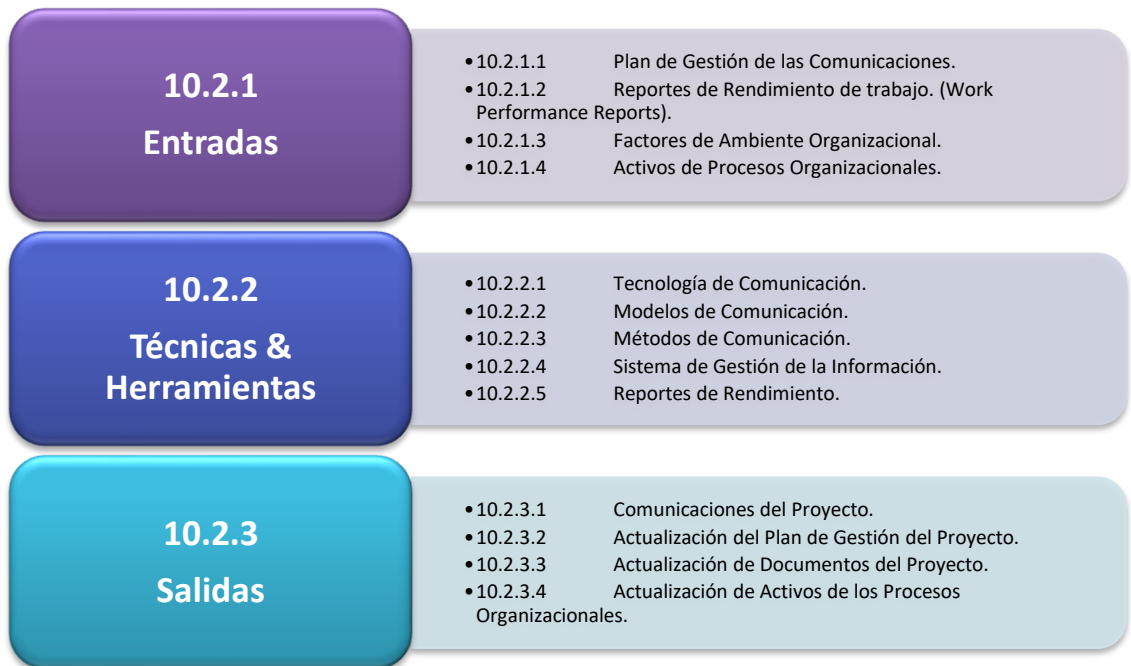 10.2.1
Entradas
•10.2.1.1 Plan de Gestión de las Comunicaciones.
•10.2.1.2 Reportes de Rendimiento de trabajo. (Work
Performance Reports).
•10.2.1.3 Factores de Ambiente Organizacional.
•10.2.1.4 Activos de Procesos Organizacionales.
10.2.2
Técnicas &
Herramientas
•10.2.2.1 Tecnología de Comunicación.
•10.2.2.2 Modelos de Comunicación.
•10.2.2.3 Métodos de Comunicación.
•10.2.2.4 Sistema de Gestión de la Información.
•10.2.2.5 Reportes de Rendimiento.
10.2.3
Salidas
•10.2.3.1 Comunicaciones del Proyecto.
•10.2.3.2 Actualización del Plan de Gestión del Proyecto.
•10.2.3.3 Actualización de Documentos del Proyecto.
•10.2.3.4 Actualización de Activos de los Procesos
Organizacionales.